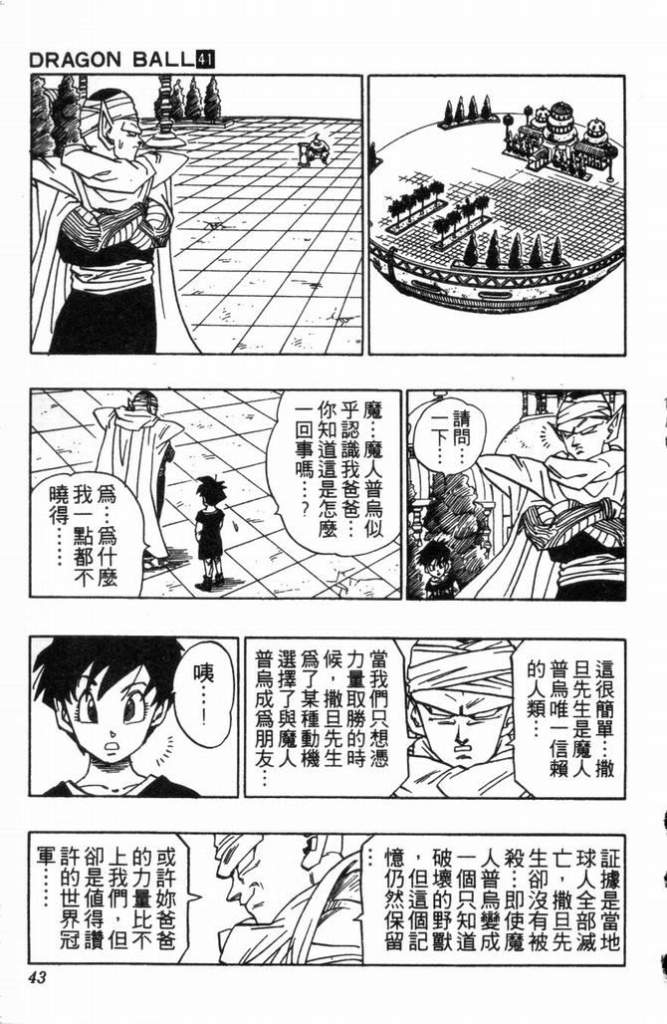 DRAGON BALL 41
請問…
一下…
魔…魔人普烏似
乎認識我爸爸…
你知道這是怎麼
一回事嗎…?
為…為什麼
我一點都不
曉得……
這很簡單…撒
旦先生是魔人
普烏唯一信賴
的人類…
當我們只想憑
力量取勝的時
候，撒旦先生
為了某種動機
選擇了與魔人
普烏成為朋友…
咦…!
証據是當地
球人全部滅
亡，撒旦先
生卻沒有被
殺…即使魔
人普烏變成
一個只知道
破壞的野獸
，但這個記
憶仍然保留
…
或許妳爸爸
的力量比不
上我們，但
卻是值得讚
許的世界冠
軍……
43